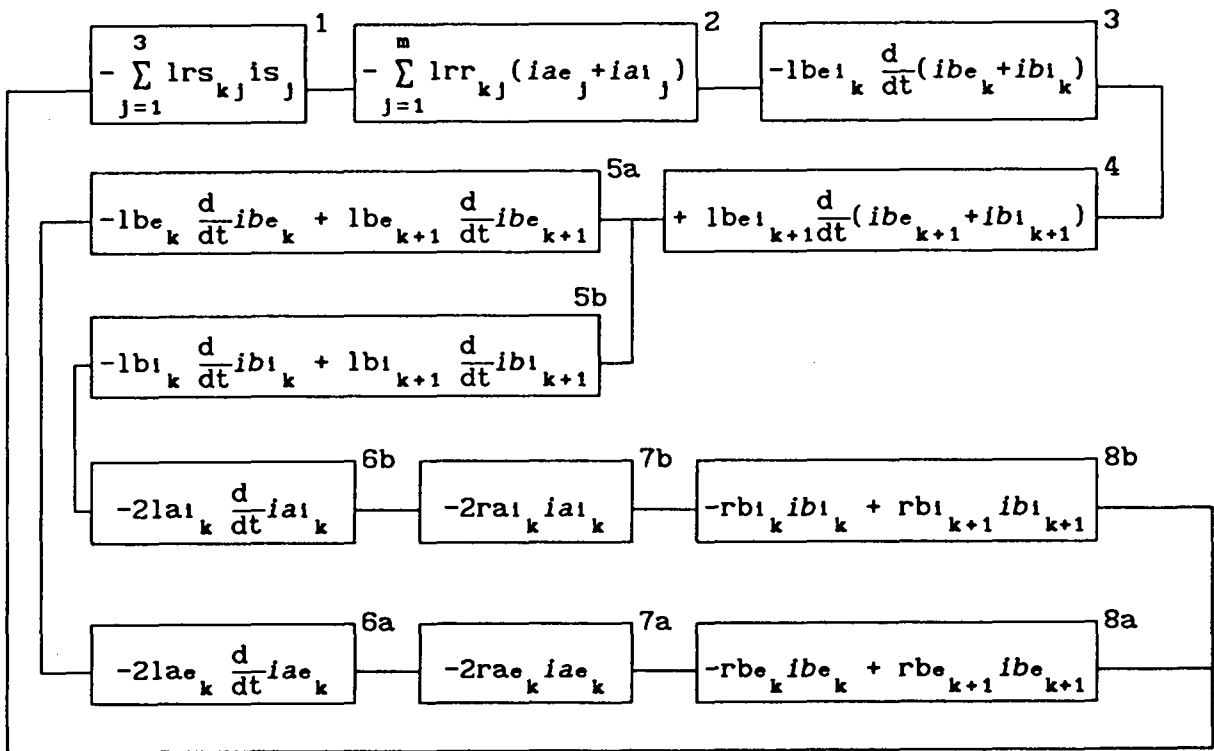 1 2 3
- 3 Σ j=1 lrs_kj is_j
- m Σ j=1 lrr_kj (iae_j+iai_j)
-lbei_k d/dt (ibe_k+ibi_k)
5a 4
-lbe_k d/dt ibe_k + lbe_k+1 d/dt ibe_k+1
+ lbei_k+1 d/dt (ibe_k+1+ibi_k+1)
5b
-lbi_k d/dt ibi_k + lbi_k+1 d/dt ibi_k+1
6b 7b 8b
-2lai_k d/dt iai_k
-2rai_k iai_k
-rbi_k ibi_k + rbi_k+1 ibi_k+1
6a 7a 8a
-2lae_k d/dt iae_k
-2rae_k iae_k
-rbe_k ibe_k + rbe_k+1 ibe_k+1